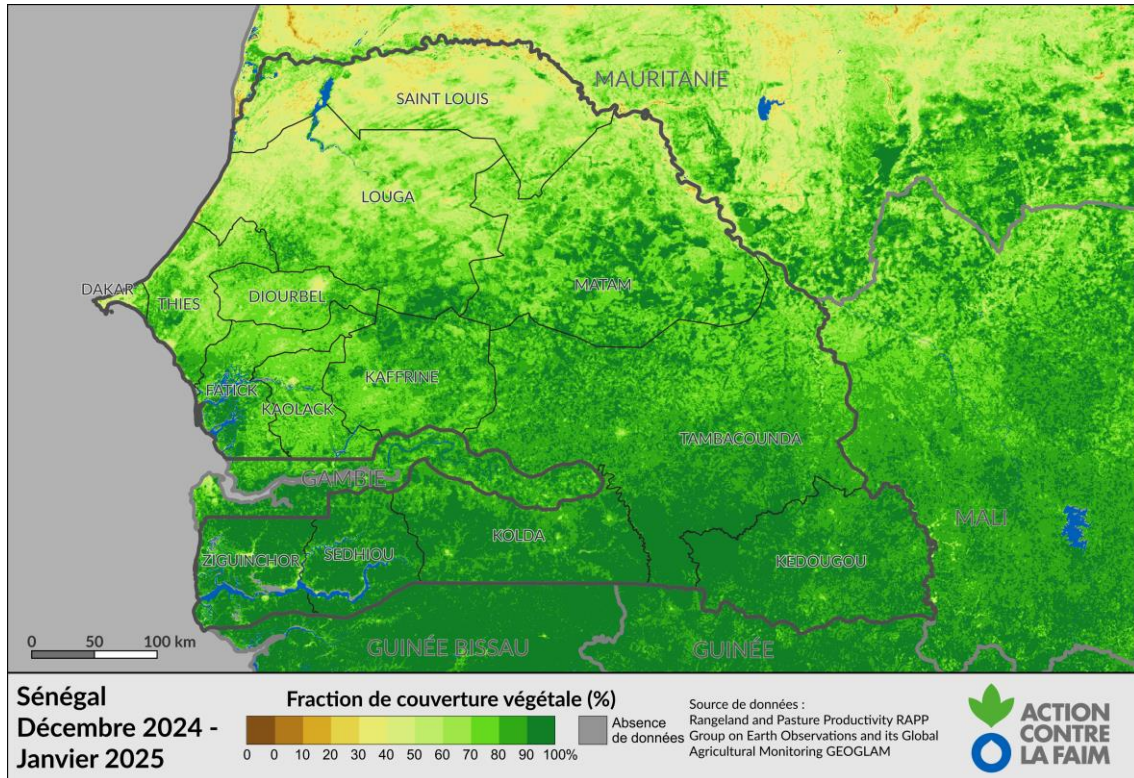 MAURITANIE
SAINT LOUIS
LOUGA
MATAM
DAKAR
THIES
DIOURBEL
FATICK
KAOLACK
KAFFRINE
TAMBACOUNDA
GAMBIE
MALI
ZIGUINCHOR
SEDHIOU
KOLDA
KEDOUGOU
GUINÉE BISSAU
GUINÉE
0 50 100 km
Sénégal
Décembre 2024 -
Janvier 2025
Fraction de couverture végétale (%)
0 0 10 20 30 40 50 60 70 80 90 100%
Absence
de données
Source de données :
Rangeland and Pasture Productivity RAPP
Group on Earth Observations and its Global
Agricultural Monitoring GEOGLAM
ACTION
CONTRE
LA FAIM